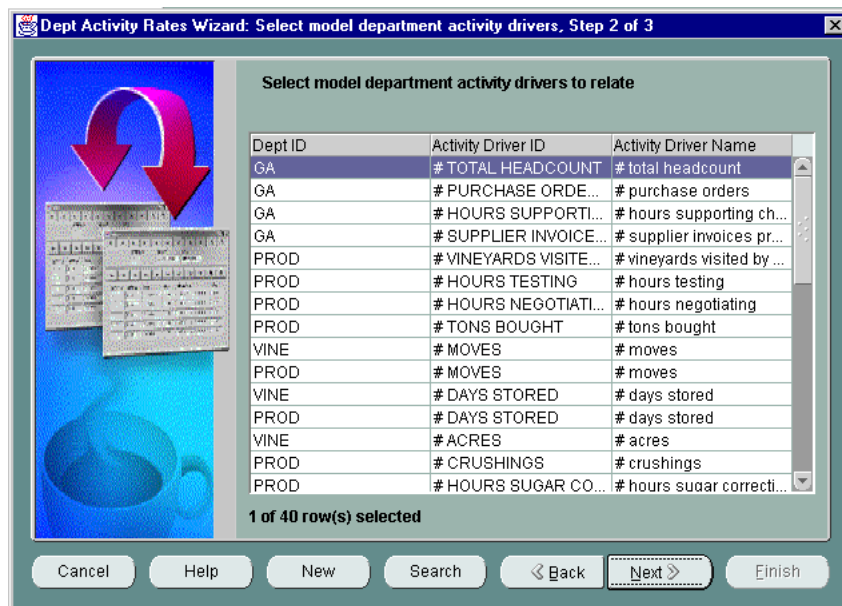 Dept Activity Rates Wizard: Select model department activity drivers, Step 2 of 3
Select model department activity drivers to relate
Dept ID Activity Driver ID Activity Driver Name
GA # TOTAL HEADCOUNT # total headcount
GA # PURCHASE ORDE... # purchase orders
GA # HOURS SUPPORTI... # hours supporting ch...
GA # SUPPLIER INVOICE... # supplier invoices pr...
PROD # VINEYARDS VISITE... # vineyards visited by ...
PROD # HOURS TESTING # hours testing
PROD # HOURS NEGOTIATI... # hours negotiating
PROD # TONS BOUGHT # tons bought
VINE # MOVES # moves
PROD # MOVES # moves
VINE # DAYS STORED # days stored
PROD # DAYS STORED # days stored
VINE # ACRES # acres
PROD # CRUSHINGS # crushings
PROD # HOURS SUGAR CO... # hours sugar correcti...
1 of 40 row(s) selected
Cancel Help New Search Back Next Finish